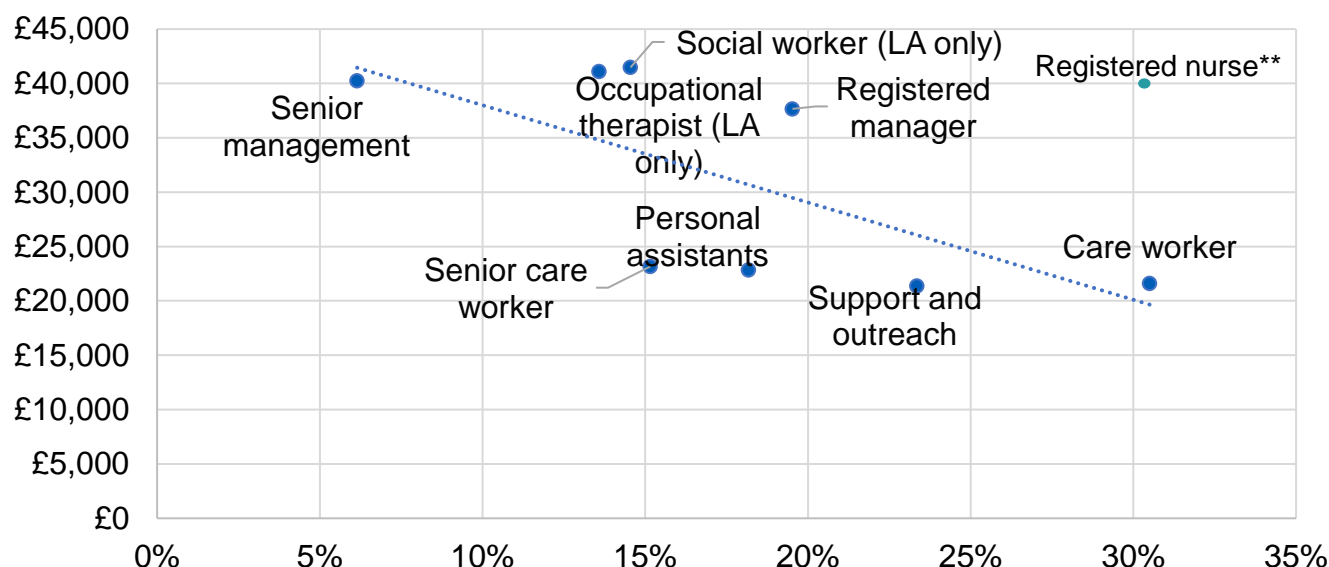 £45,000
£40,000
£35,000
£30,000
£25,000
£20,000
£15,000
£10,000
£5,000
£0
Social worker (LA only)
Registered nurse**
Senior
management
Occupational
therapist (LA
only)
Registered
manager
Personal
assistants
Senior care
worker
Support and
outreach
Care worker
0%
5%
10%
15%
20%
25%
30%
35%